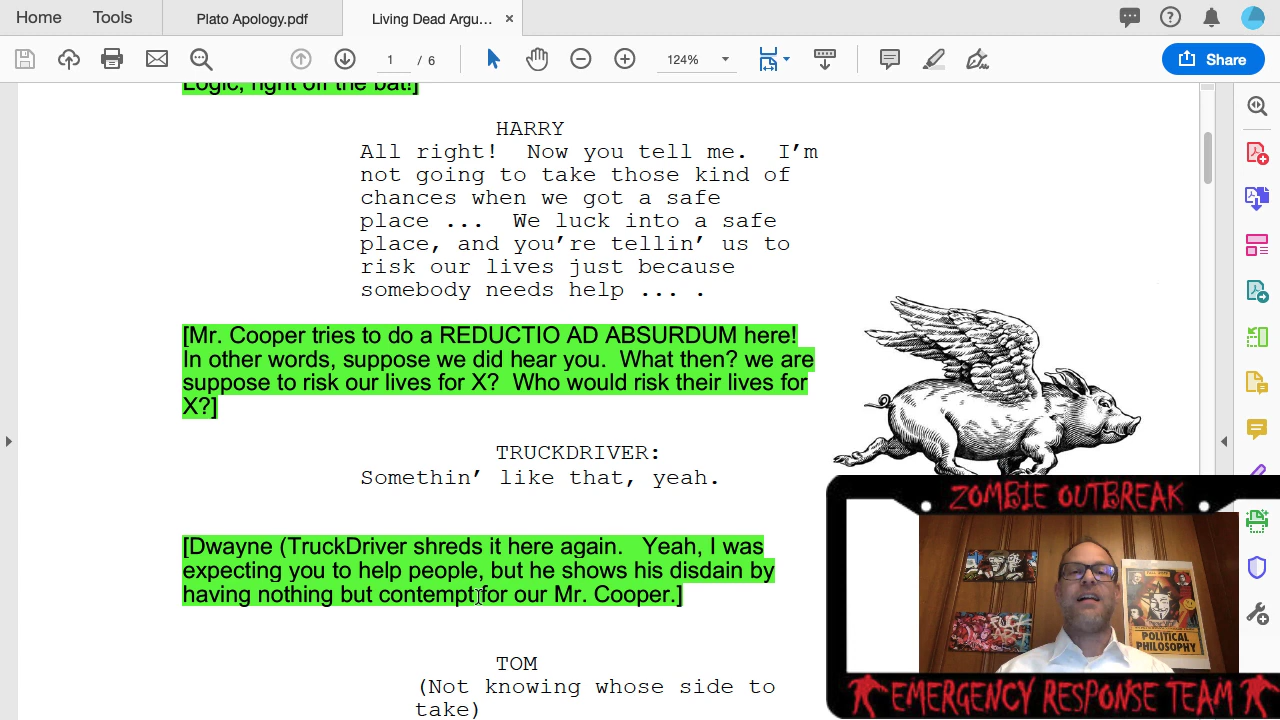 Home
Tools
Plato Apology.pdf
Living Dead Argu...
1 / 6
124%
Share
Logic, right off the bat!]
HARRY
All right! Now you tell me. I'm
not going to take those kind of
chances when we got a safe
place ... We luck into a safe
place, and you're tellin' us to
risk our lives just because
somebody needs help ... .
[Mr. Cooper tries to do a REDUCTIO AD ABSURDUM here!
In other words, suppose we did hear you. What then? we are
suppose to risk our lives for X? Who would risk their lives for
X?]
TRUCKDRIVER:
Somethin' like that, yeah.
[Dwayne (TruckDriver shreds it here again. Yeah, I was
expecting you to help people, but he shows his disdain by
having nothing but contempt for our Mr. Cooper.]
TOM
(Not knowing whose side to
take)
ZOMBIE OUTBREAK
POLITICAL
PHILOSOPHY
EMERGENCY RESPONSE TEAM